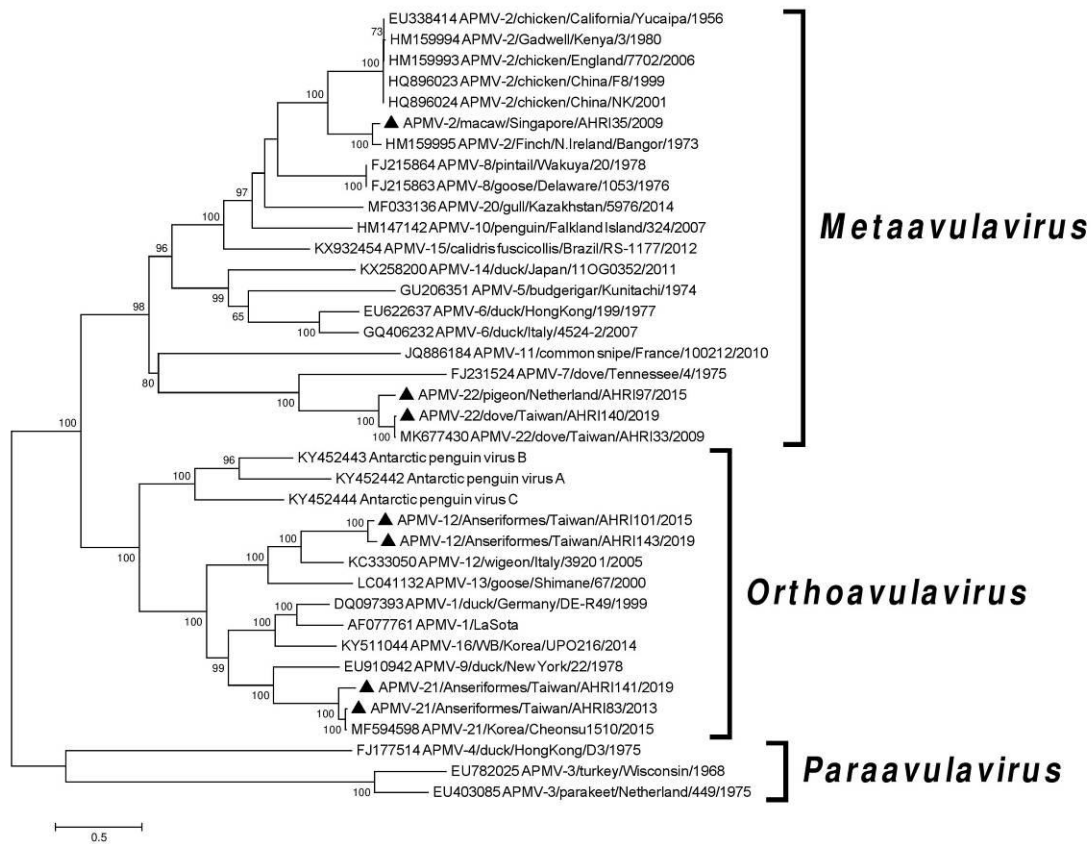 EU338414 APMV-2/chicken/California/Yucaipa/1956
73
HM159994 APMV-2/Gadwell/Kenya/3/1980
100
HM159993 APMV-2/chicken/England/7702/2006
HQ896023 APMV-2/chicken/China/F8/1999
100
HQ896024 APMV-2/chicken/China/NK/2001
▲ APMV-2/macaw/Singapore/AHRI35/2009
100
HM159995 APMV-2/Finch/N.Ireland/Bangor/1973
FJ215864 APMV-8/pintail/Wakuya/20/1978
100
FJ215863 APMV-8/goose/Delaware/1053/1976
97
MF033136 APMV-20/gull/Kazakhstan/5976/2014
100
HM147142 APMV-10/penguin/Falkland Island/324/2007
Metaavulavirus
96
KX932454 APMV-15/calidris fuscicollis/Brazil/RS-1177/2012
KX258200 APMV-14/duck/Japan/11OG0352/2011
99
GU206351 APMV-5/budgerigar/Kunitachi/1974
98
65
EU622637 APMV-6/duck/HongKong/199/1977
100
GQ406232 APMV-6/duck/Italy/4524-2/2007
JQ886184 APMV-11/common snipe/France/100212/2010
80
FJ231524 APMV-7/dove/Tennessee/4/1975
100
▲ APMV-22/pigeon/Netherland/AHRI97/2015
100
▲ APMV-22/dove/Taiwan/AHRI140/2019
100
MK677430 APMV-22/dove/Taiwan/AHRI33/2009
96
KY452443 Antarctic penguin virus B
100
KY452442 Antarctic penguin virus A
KY452444 Antarctic penguin virus C
100
▲ APMV-12/Anseriformes/Taiwan/AHRI101/2015
100
▲ APMV-12/Anseriformes/Taiwan/AHRI143/2019
100
100
KC333050 APMV-12/wigeon/Italy/3920 1/2005
LC041132 APMV-13/goose/Shimane/67/2000
Orthoavulavirus
100
100
DQ097393 APMV-1/duck/Germany/DE-R49/1999
100
AF077761 APMV-1/LaSota
KY511044 APMV-16/WB/Korea/UPO216/2014
99
EU910942 APMV-9/duck/New York/22/1978
100
▲ APMV-21/Anseriformes/Taiwan/AHRI141/2019
100
▲ APMV-21/Anseriformes/Taiwan/AHRI83/2013
100
MF594598 APMV-21/Korea/Cheonsu1510/2015
FJ177514 APMV-4/duck/HongKong/D3/1975
EU782025 APMV-3/turkey/Wisconsin/1968
Paraavulavirus
100
EU403085 APMV-3/parakeet/Netherland/449/1975
0.5